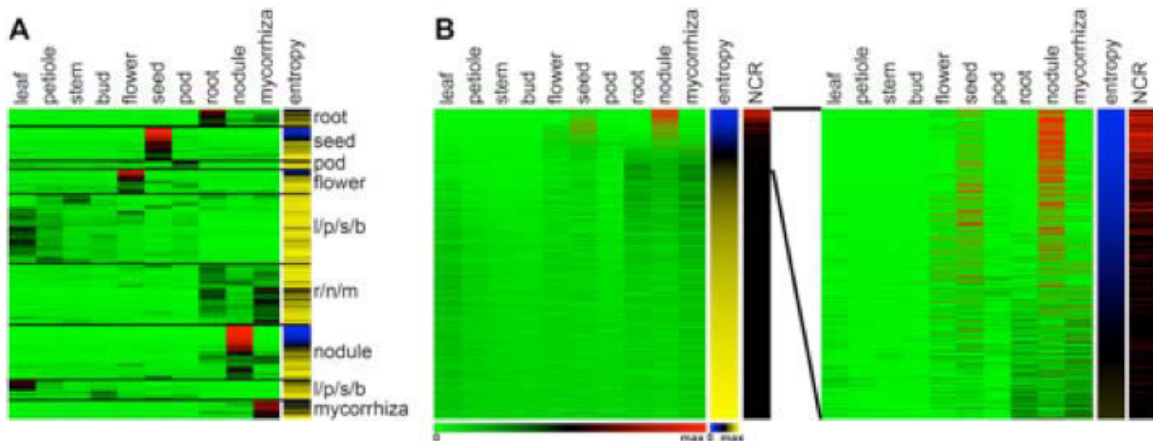 A
leaf
petiole
stem
bud
flower
seed
pod
root
nodule
mycorrhiza
entropy
root
seed
pod
flower
l/p/s/b
r/n/m
nodule
l/p/s/b
mycorrhiza
B
leaf
petiole
stem
bud
flower
seed
pod
root
nodule
mycorrhiza
entropy
NCR
leaf
petiole
stem
bud
flower
seed
pod
root
nodule
mycorrhiza
entropy
NCR
0 max 0 max